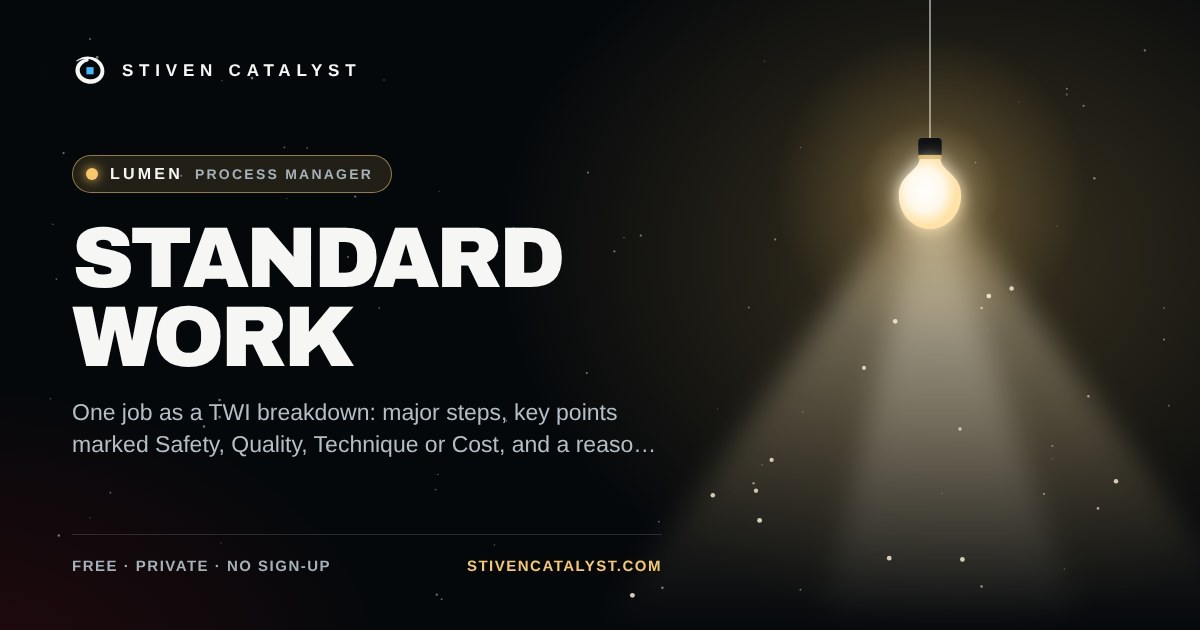 STIVEN CATALYST
LUMEN PROCESS MANAGER
STANDARD
WORK
One job as a TWI breakdown: major steps, key points
marked Safety, Quality, Technique or Cost, and a reaso…
FREE · PRIVATE · NO SIGN-UP
STIVENCATALYST.COM